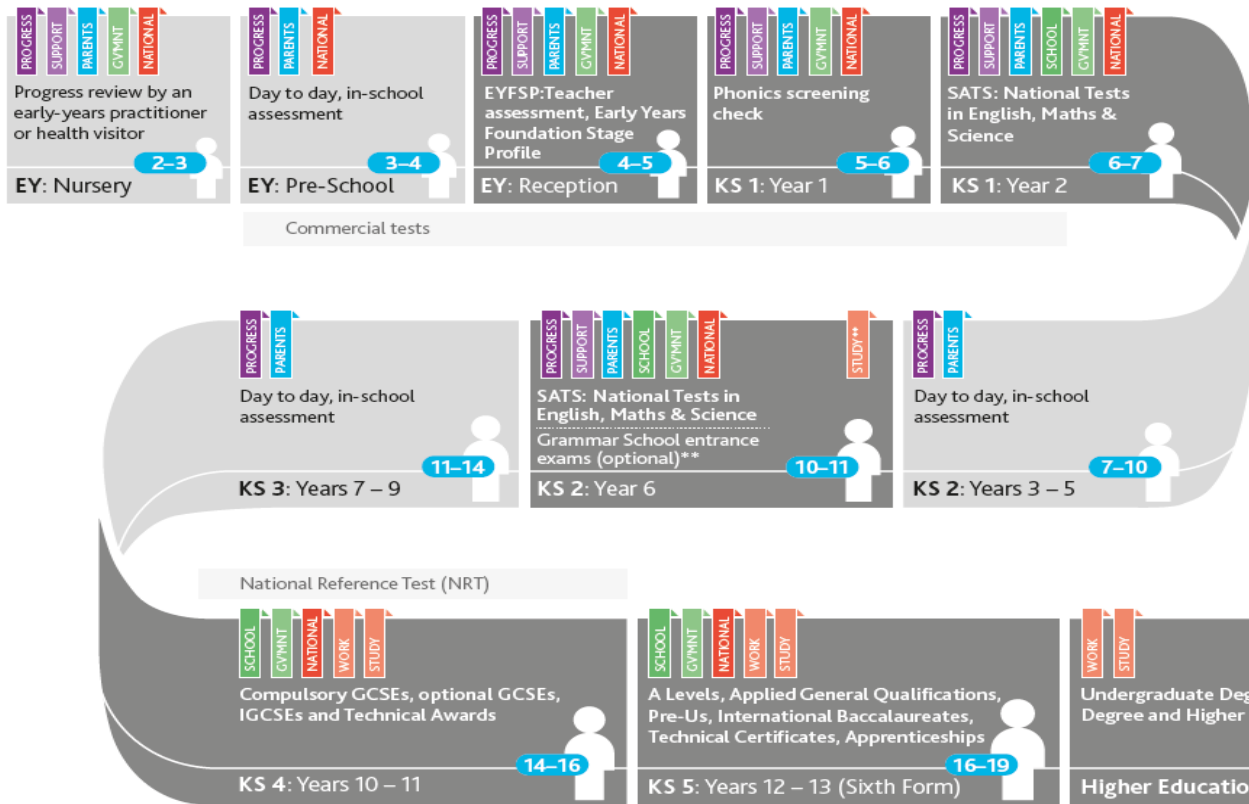 PROGRESS
SUPPORT
PARENTS
GV'MNT
NATIONAL
Progress review by an
early-years practitioner
or health visitor
2–3
EY: Nursery
PROGRESS
PARENTS
NATIONAL
Day to day, in-school
assessment
3–4
EY: Pre-School
PROGRESS
SUPPORT
PARENTS
GV'MNT
NATIONAL
EYFSP:Teacher
assessment, Early Years
Foundation Stage
Profile
4–5
EY: Reception
PROGRESS
SUPPORT
PARENTS
GV'MNT
NATIONAL
Phonics screening
check
5–6
KS 1: Year 1
PROGRESS
SUPPORT
PARENTS
SCHOOL
GV'MNT
NATIONAL
SATS: National Tests
in English, Maths &
Science
6–7
KS 1: Year 2
Commercial tests
PROGRESS
PARENTS
Day to day, in-school
assessment
11–14
KS 3: Years 7 – 9
PROGRESS
SUPPORT
PARENTS
SCHOOL
GV'MNT
NATIONAL
STUDY**
SATS: National Tests in
English, Maths & Science
Grammar School entrance
exams (optional)**
10–11
KS 2: Year 6
PROGRESS
PARENTS
Day to day, in-school
assessment
7–10
KS 2: Years 3 – 5
National Reference Test (NRT)
SCHOOL
GV'MNT
NATIONAL
WORK
STUDY
Compulsory GCSEs, optional GCSEs,
IGCSEs and Technical Awards
14–16
KS 4: Years 10 – 11
SCHOOL
GV'MNT
NATIONAL
WORK
STUDY
A Levels, Applied General Qualifications,
Pre-Us, International Baccalaureates,
Technical Certificates, Apprenticeships
16–19
KS 5: Years 12 – 13 (Sixth Form)
WORK
STUDY
Undergraduate Deg
Degree and Higher
Higher Educatio